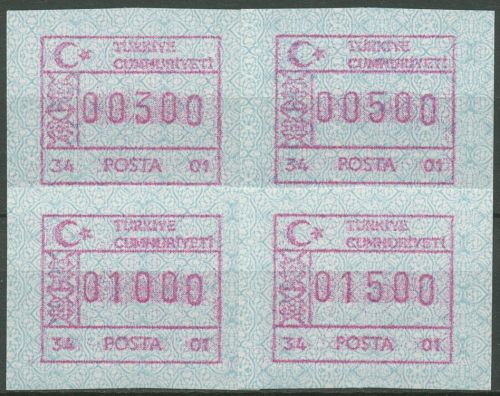 TÜRKİYE
CUMHURİYETİ
00300
34 POSTA 01
TÜRKİYE
CUMHURİYETİ
00500
34 POSTA 01
TÜRKİYE
CUMHURİYETİ
01000
34 POSTA 01
TÜRKİYE
CUMHURİYETİ
01500
34 POSTA 01